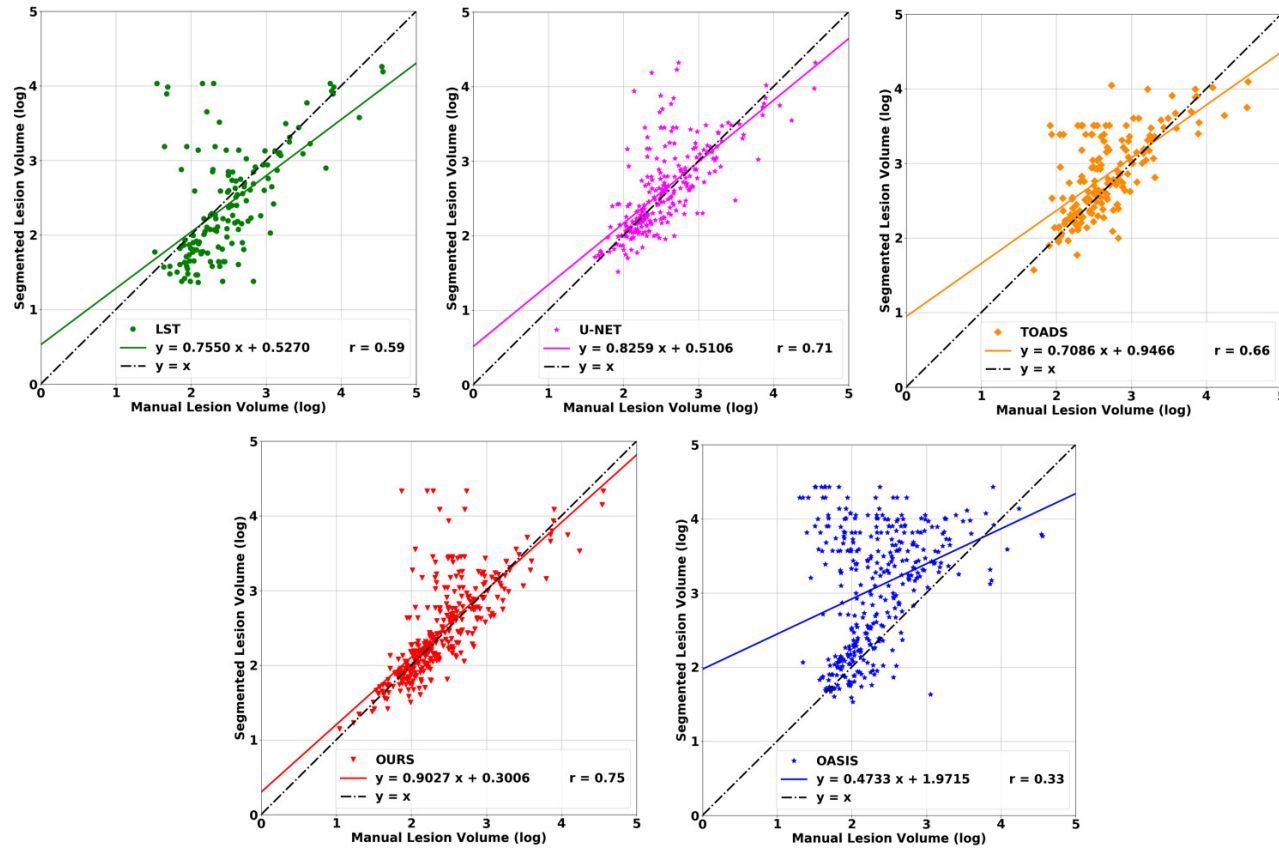 5
4
3
2
1
0
Segmented Lesion Volume (log)
LST
y = 0.7550 x + 0.5270 r = 0.59
y = x
0 1 2 3 4 5
Manual Lesion Volume (log)
5
4
3
2
1
0
Segmented Lesion Volume (log)
U-NET
y = 0.8259 x + 0.5106 r = 0.71
y = x
0 1 2 3 4 5
Manual Lesion Volume (log)
5
4
3
2
1
0
Segmented Lesion Volume (log)
TOADS
y = 0.7086 x + 0.9466 r = 0.66
y = x
0 1 2 3 4 5
Manual Lesion Volume (log)
5
4
3
2
1
0
Segmented Lesion Volume (log)
OURS
y = 0.9027 x + 0.3006 r = 0.75
y = x
0 1 2 3 4 5
Manual Lesion Volume (log)
5
4
3
2
1
0
Segmented Lesion Volume (log)
OASIS
y = 0.4733 x + 1.9715 r = 0.33
y = x
0 1 2 3 4 5
Manual Lesion Volume (log)